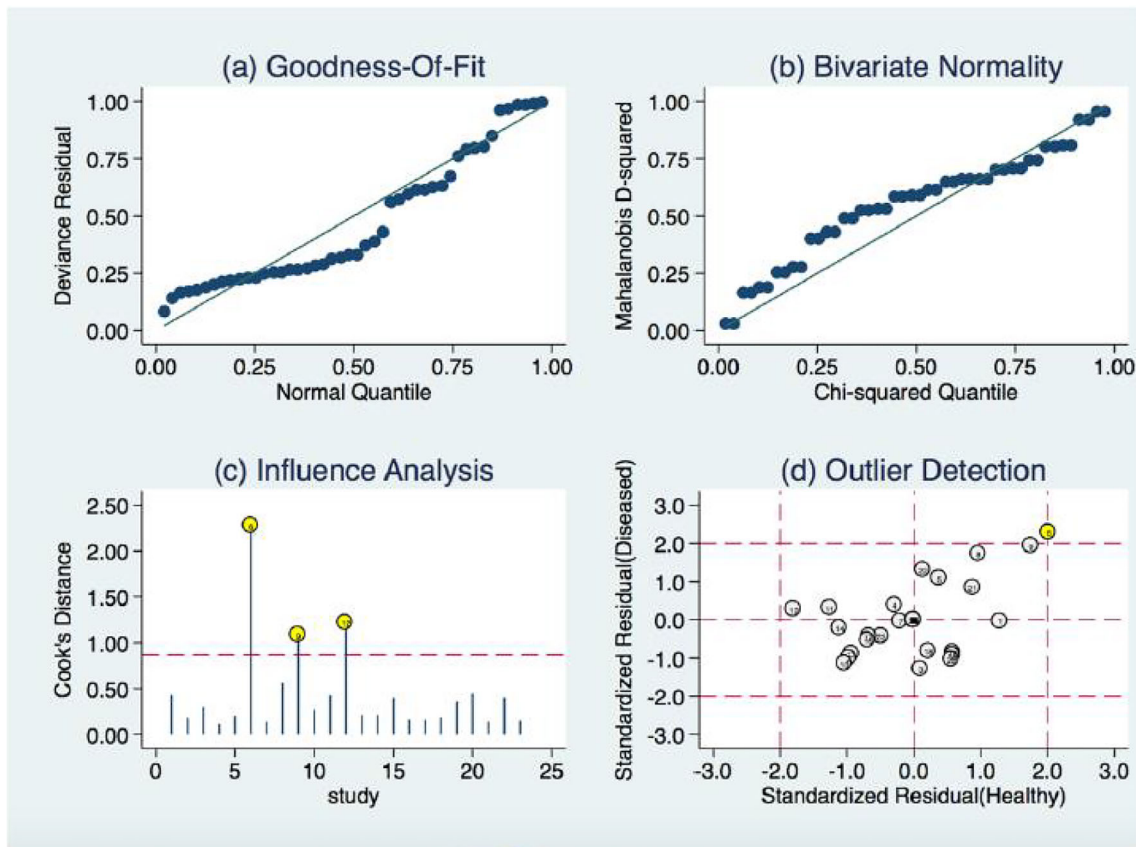 (a) Goodness-Of-Fit
Deviance Residual
1.00
0.75
0.50
0.25
0.00
0.00 0.25 0.50 0.75 1.00
Normal Quantile
(b) Bivariate Normality
Mahalanobis D-squared
1.00
0.75
0.50
0.25
0.00
0.00 0.25 0.50 0.75 1.00
Chi-squared Quantile
(c) Influence Analysis
Cook's Distance
2.50
2.00
1.50
1.00
0.50
0.00
6
9
12
0 5 10 15 20 25
study
(d) Outlier Detection
Standardized Residual(Diseased)
3.0
2.0
1.0
0.0
-1.0
-2.0
-3.0
-3.0 -2.0 -1.0 0.0 1.0 2.0 3.0
Standardized Residual(Healthy)